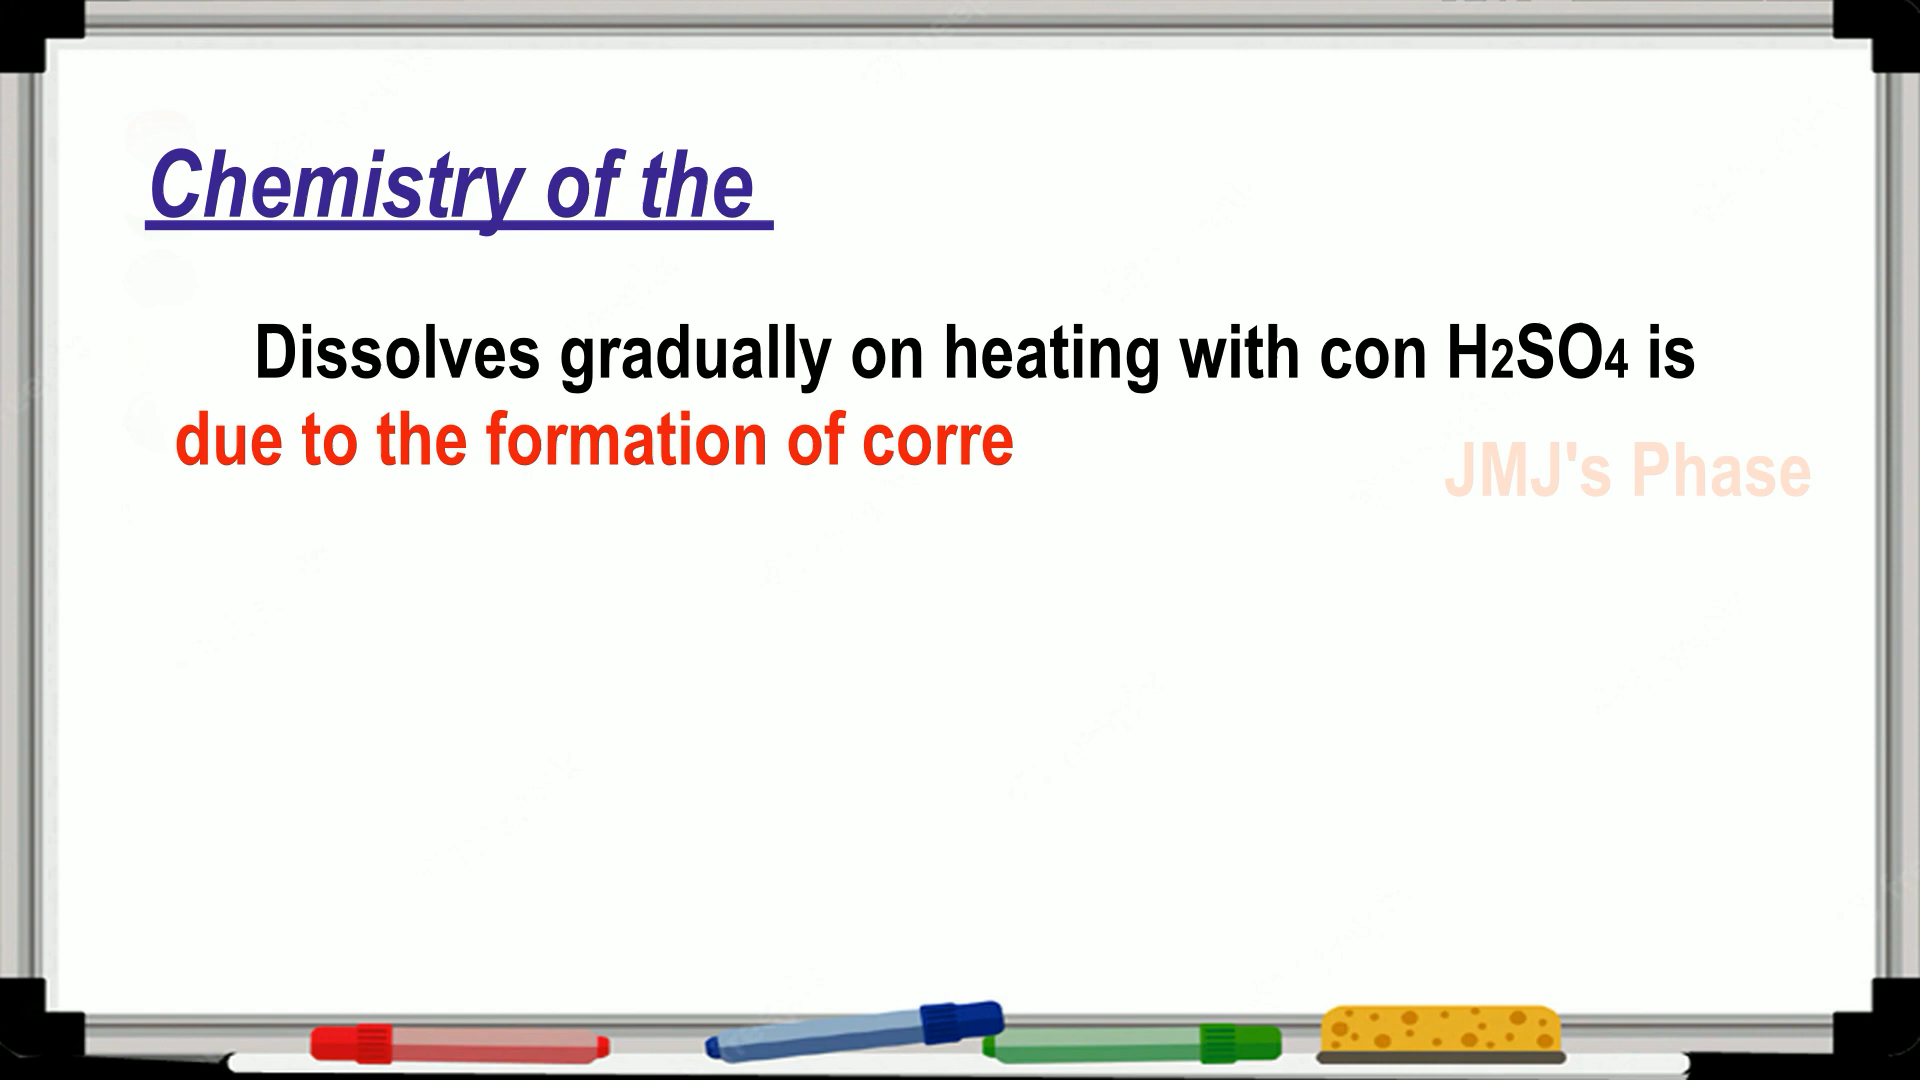 Chemistry of the
Dissolves gradually on heating with con H2SO4 is
due to the formation of corre
JMJ's Phase